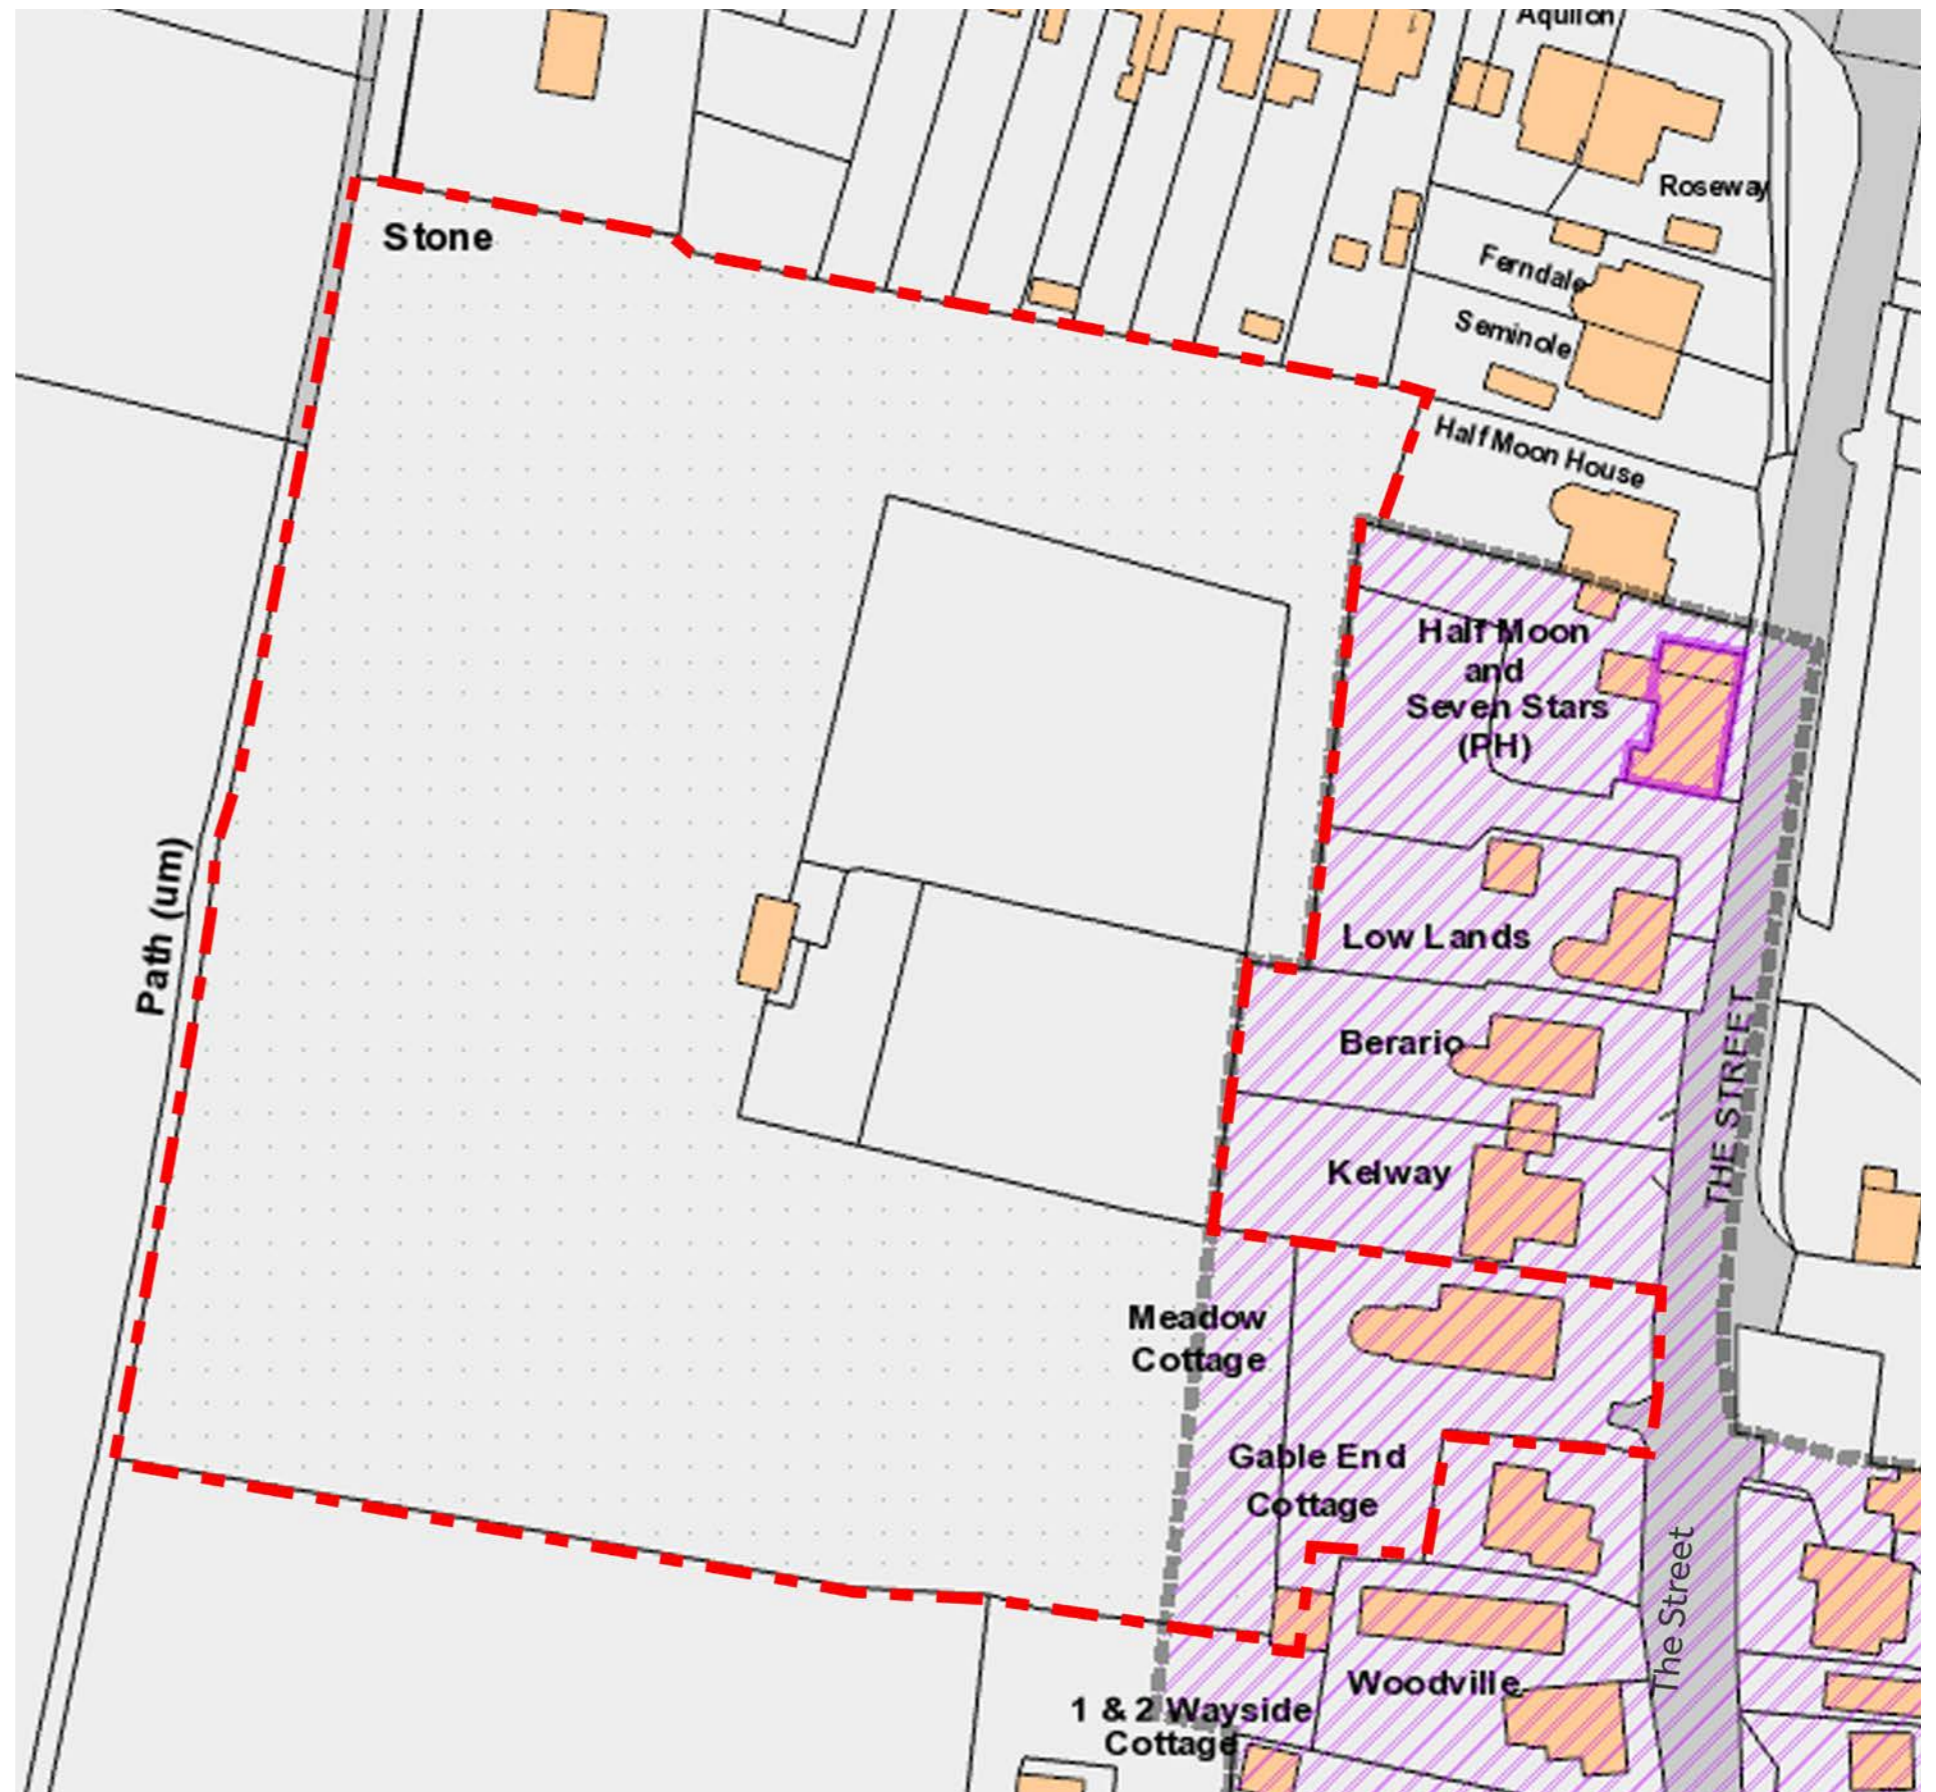 Aquilon
Roseway
Stone
Ferndale
Seminole
Half Moon House
Half Moon
and
Seven Stars
(PH)
Path (um)
Low Lands
Berario
THE STREET
Kelway
Meadow
Cottage
Gable End
Cottage
The Street
Woodville
1 & 2 Wayside
Cottage